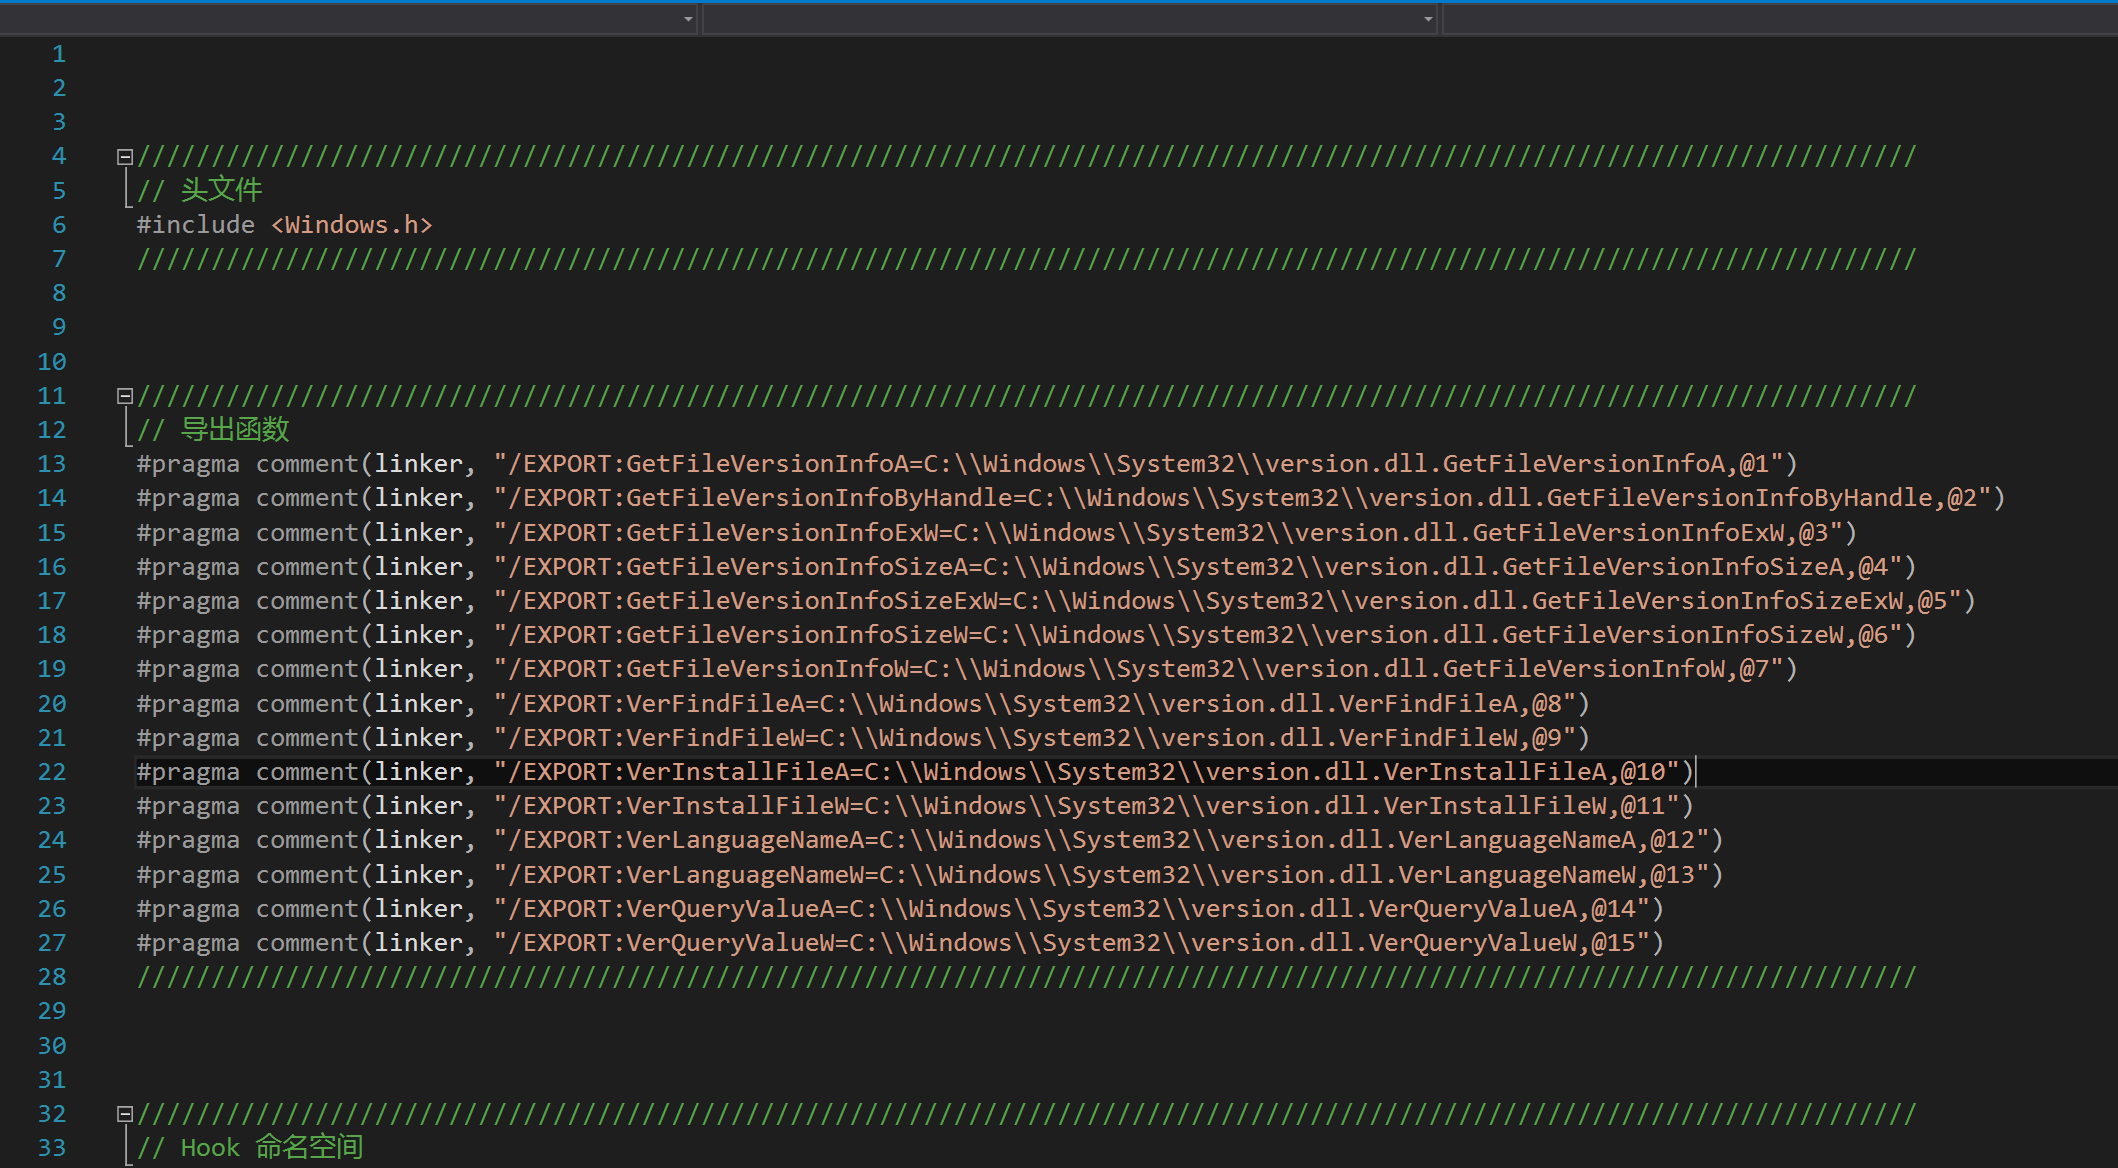 1
2
3
4 ////////////////////////////////////////////////////////////////////////////////////////////////////////////////////////
5 // 头文件
6 #include <Windows.h>
7 ////////////////////////////////////////////////////////////////////////////////////////////////////////////////////////
8
9
10
11 ////////////////////////////////////////////////////////////////////////////////////////////////////////////////////////
12 // 导出函数
13 #pragma comment(linker, "/EXPORT:GetFileVersionInfoA=C:\\Windows\\System32\\version.dll.GetFileVersionInfoA,@1")
14 #pragma comment(linker, "/EXPORT:GetFileVersionInfoByHandle=C:\\Windows\\System32\\version.dll.GetFileVersionInfoByHandle,@2")
15 #pragma comment(linker, "/EXPORT:GetFileVersionInfoExW=C:\\Windows\\System32\\version.dll.GetFileVersionInfoExW,@3")
16 #pragma comment(linker, "/EXPORT:GetFileVersionInfoSizeA=C:\\Windows\\System32\\version.dll.GetFileVersionInfoSizeA,@4")
17 #pragma comment(linker, "/EXPORT:GetFileVersionInfoSizeExW=C:\\Windows\\System32\\version.dll.GetFileVersionInfoSizeExW,@5")
18 #pragma comment(linker, "/EXPORT:GetFileVersionInfoSizeW=C:\\Windows\\System32\\version.dll.GetFileVersionInfoSizeW,@6")
19 #pragma comment(linker, "/EXPORT:GetFileVersionInfoW=C:\\Windows\\System32\\version.dll.GetFileVersionInfoW,@7")
20 #pragma comment(linker, "/EXPORT:VerFindFileA=C:\\Windows\\System32\\version.dll.VerFindFileA,@8")
21 #pragma comment(linker, "/EXPORT:VerFindFileW=C:\\Windows\\System32\\version.dll.VerFindFileW,@9")
22 #pragma comment(linker, "/EXPORT:VerInstallFileA=C:\\Windows\\System32\\version.dll.VerInstallFileA,@10")
23 #pragma comment(linker, "/EXPORT:VerInstallFileW=C:\\Windows\\System32\\version.dll.VerInstallFileW,@11")
24 #pragma comment(linker, "/EXPORT:VerLanguageNameA=C:\\Windows\\System32\\version.dll.VerLanguageNameA,@12")
25 #pragma comment(linker, "/EXPORT:VerLanguageNameW=C:\\Windows\\System32\\version.dll.VerLanguageNameW,@13")
26 #pragma comment(linker, "/EXPORT:VerQueryValueA=C:\\Windows\\System32\\version.dll.VerQueryValueA,@14")
27 #pragma comment(linker, "/EXPORT:VerQueryValueW=C:\\Windows\\System32\\version.dll.VerQueryValueW,@15")
28 ////////////////////////////////////////////////////////////////////////////////////////////////////////////////////////
29
30
31
32 ////////////////////////////////////////////////////////////////////////////////////////////////////////////////////////
33 // Hook 命名空间